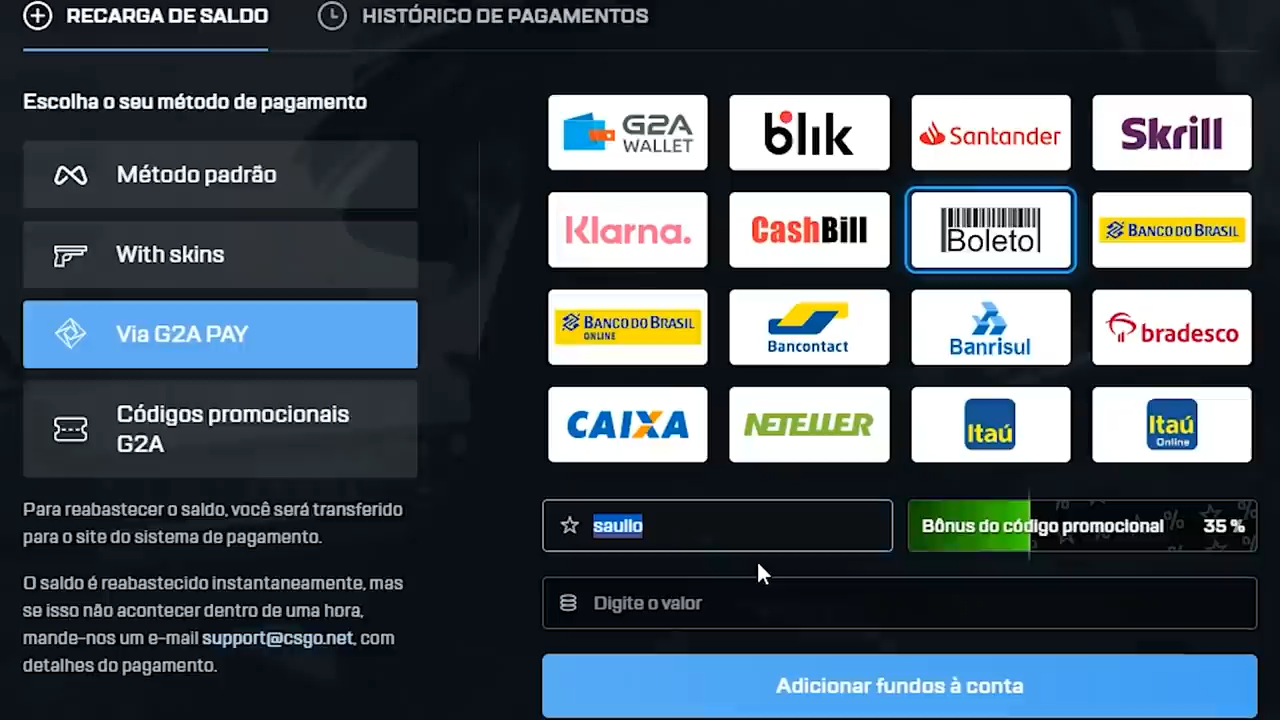 RECARGA DE SALDO
HISTÓRICO DE PAGAMENTOS
Escolha o seu método de pagamento
Método padrão
With skins
Via G2A PAY
Códigos promocionais
G2A
Para reabastecer o saldo, você será transferido
para o site do sistema de pagamento.
O saldo é reabastecido instantaneamente, mas
se isso não acontecer dentro de uma hora,
mande-nos um e-mail support@csgo.net, com
detalhes do pagamento.
G2A
WALLET
blik
Santander
Skrill
Klarna.
CashBill
Boleto
BANCO DO BRASIL
BANCO DO BRASIL
ONLINE
Bancontact
Banrisul
bradesco
CAIXA
NETELLER
Itaú
Itaú
Online
saullo
Bônus do código promocional 35 %
Digite o valor
Adicionar fundos à conta